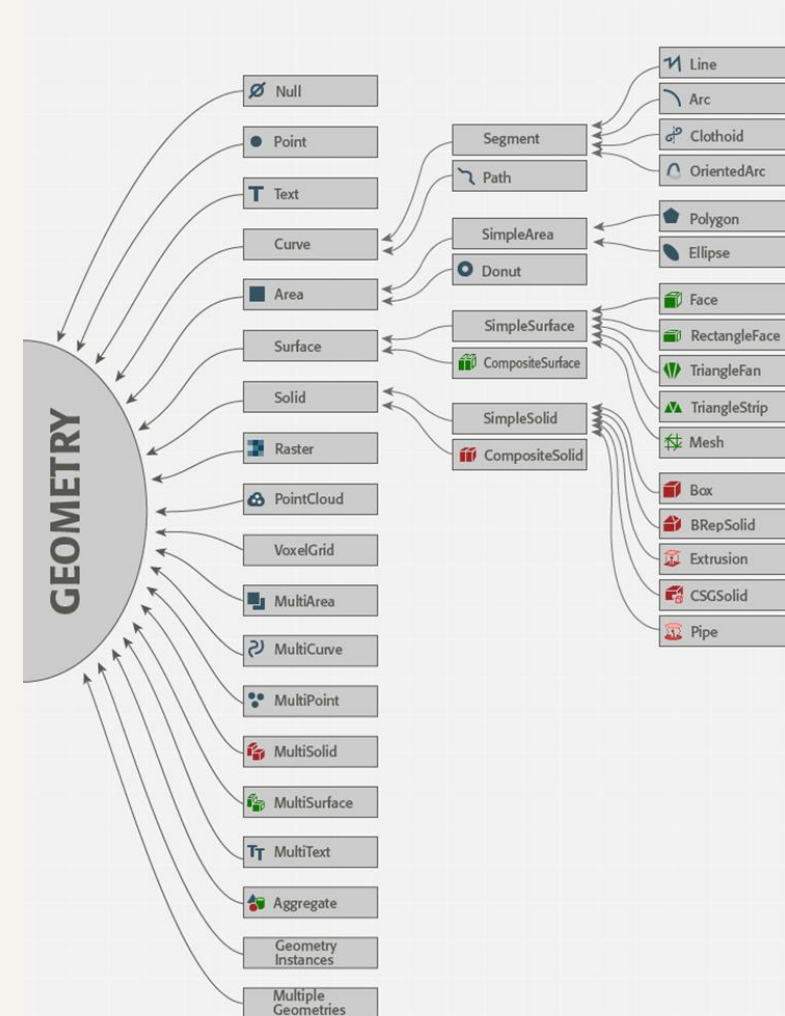 GEOMETRY
Null
Point
Text
Curve
Area
Surface
Solid
Raster
PointCloud
VoxelGrid
MultiArea
MultiCurve
MultiPoint
MultiSolid
MultiSurface
MultiText
Aggregate
Geometry
Instances
Multiple
Geometries
Segment
Path
SimpleArea
Donut
SimpleSurface
CompositeSurface
SimpleSolid
CompositeSolid
Line
Arc
Clothoid
OrientedArc
Polygon
Ellipse
Face
RectangleFace
TriangleFan
TriangleStrip
Mesh
Box
BRepSolid
Extrusion
CSGSolid
Pipe